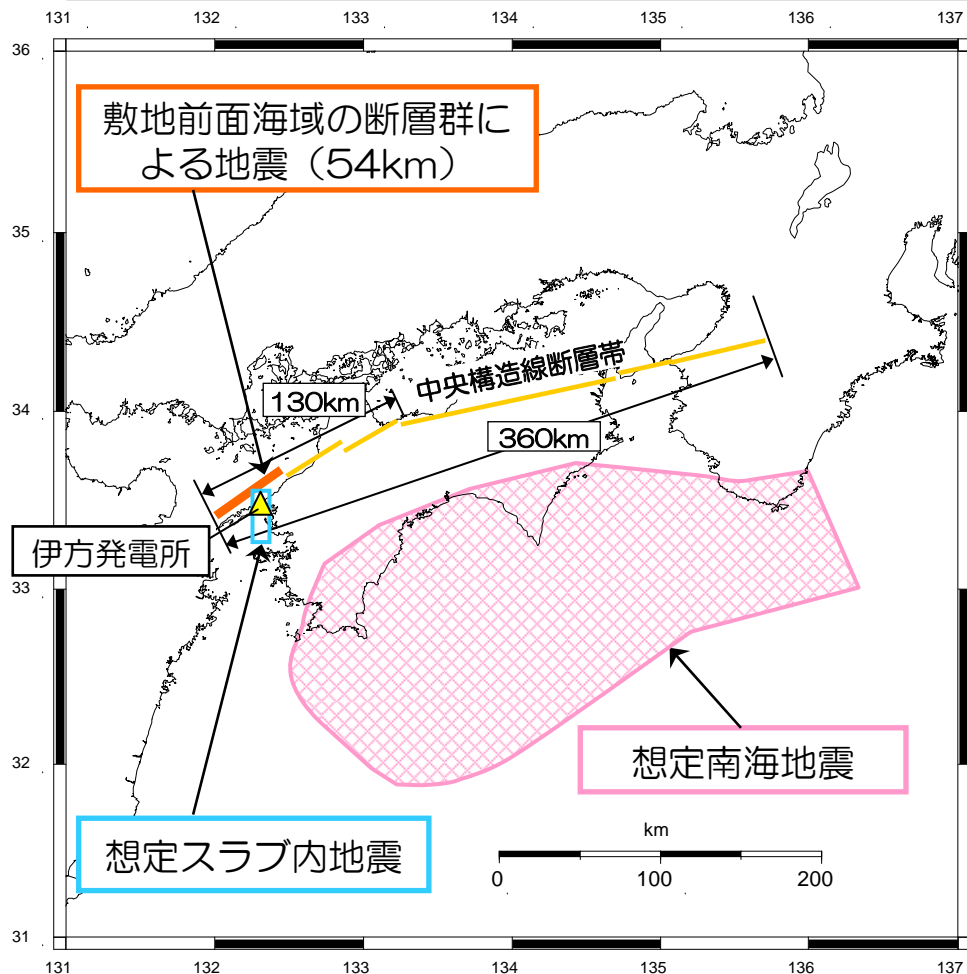 131 132 133 134 135 136 137
36
敷地前面海域の断層群に
よる地震（54km）
35
中央構造線断層帯
130km
34
360km
伊方発電所
33
想定南海地震
32
km
想定スラブ内地震
0 100 200
31
131 132 133 134 135 136 137